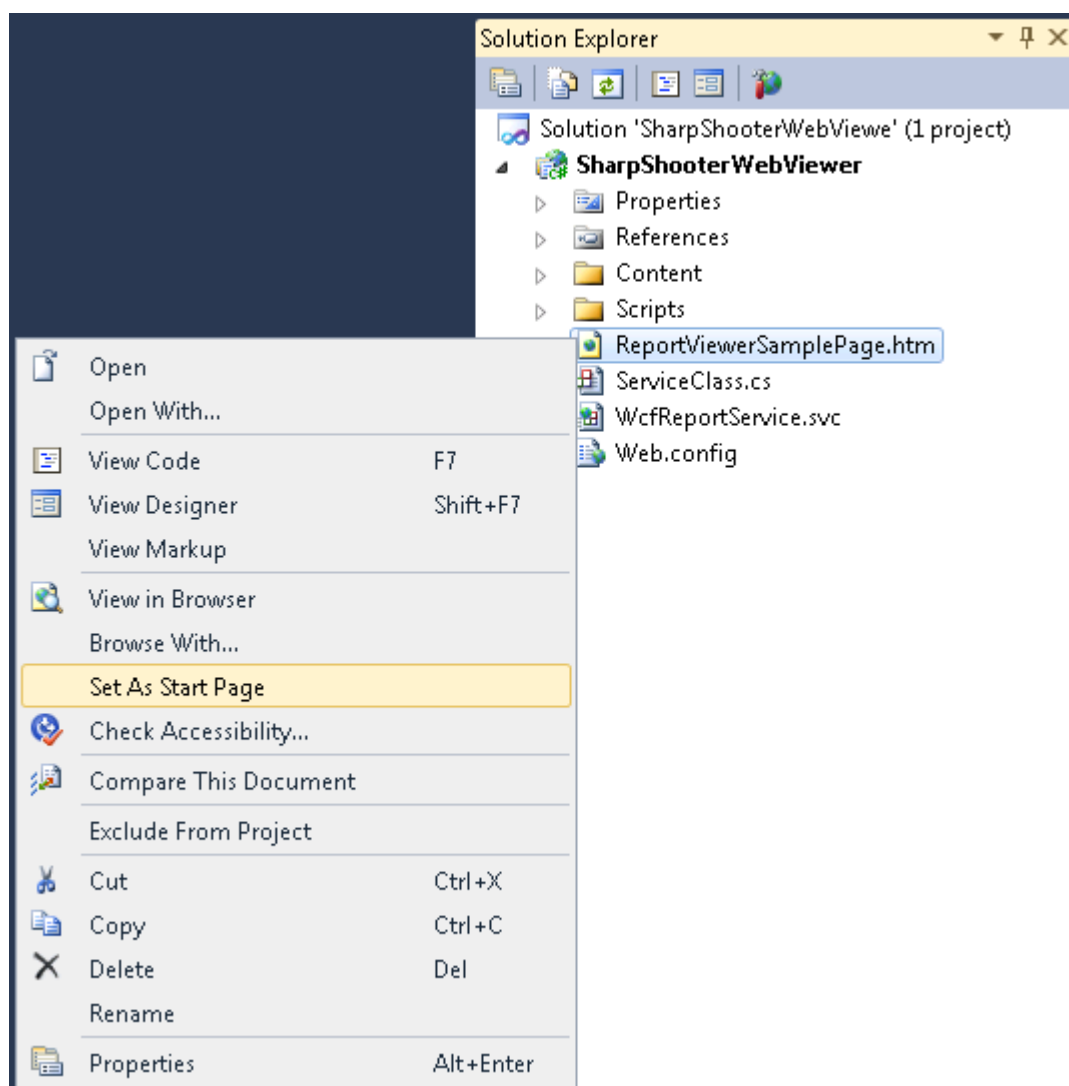 Solution Explorer
Solution 'SharpShooterWebViewe' (1 project)
SharpShooterWebViewer
Properties
References
Content
Scripts
ReportViewerSamplePage.htm
ServiceClass.cs
WcfReportService.svc
Web.config
Open
Open With...
View Code F7
View Designer Shift+F7
View Markup
View in Browser
Browse With...
Set As Start Page
Check Accessibility...
Compare This Document
Exclude From Project
Cut Ctrl+X
Copy Ctrl+C
Delete Del
Rename
Properties Alt+Enter